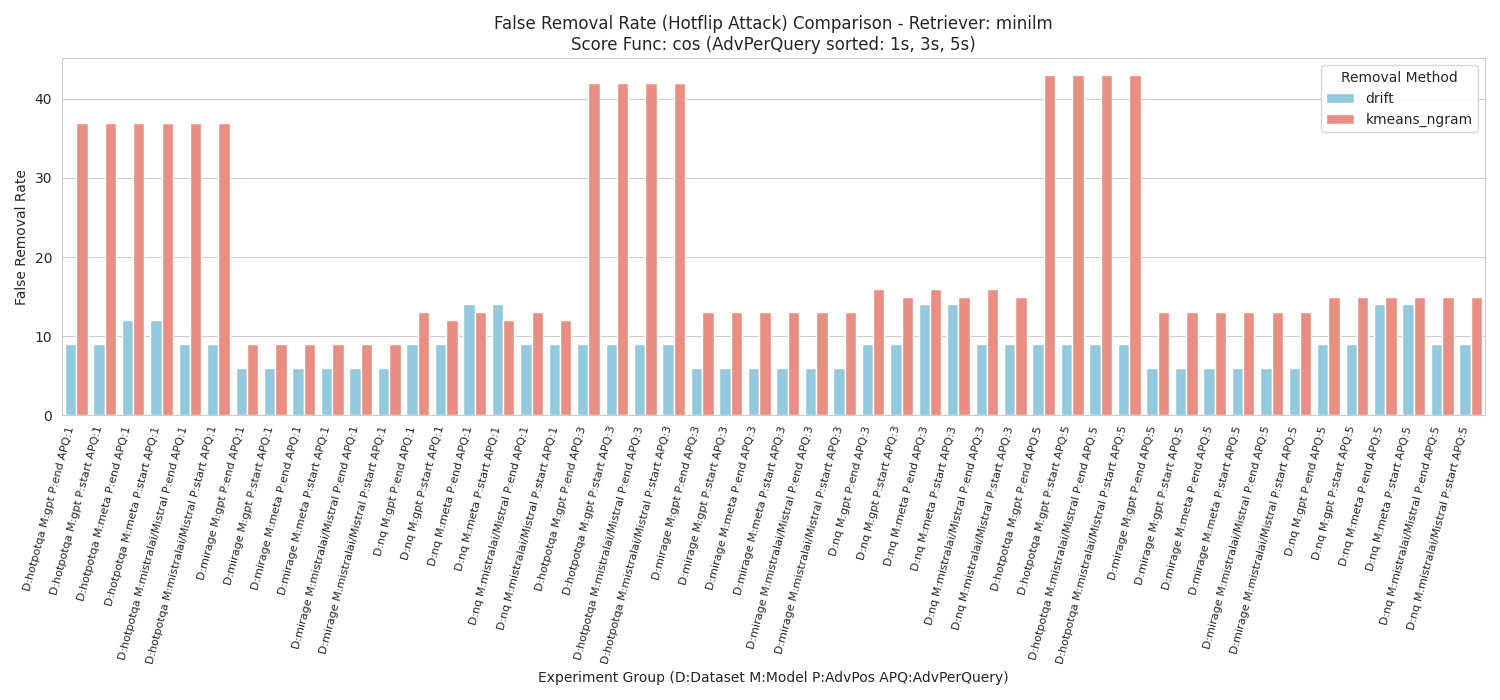 False Removal Rate (Hotflip Attack) Comparison - Retriever: minilm
Score Func: cos (AdvPerQuery sorted: 1s, 3s, 5s)
Removal Method
drift
kmeans_ngram
False Removal Rate
40
30
20
10
0
D:hotpotqa M:gpt P:end APQ:1
D:hotpotqa M:gpt P:start APQ:1
D:hotpotqa M:meta P:end APQ:1
D:hotpotqa M:meta P:start APQ:1
D:hotpotqa M:mistralai/Mistral P:end APQ:1
D:hotpotqa M:mistralai/Mistral P:start APQ:1
D:mirage M:gpt P:end APQ:1
D:mirage M:gpt P:start APQ:1
D:mirage M:meta P:end APQ:1
D:mirage M:meta P:start APQ:1
D:mirage M:mistralai/Mistral P:end APQ:1
D:mirage M:mistralai/Mistral P:start APQ:1
D:nq M:gpt P:end APQ:1
D:nq M:gpt P:start APQ:1
D:nq M:meta P:end APQ:1
D:nq M:meta P:start APQ:1
D:nq M:mistralai/Mistral P:end APQ:1
D:nq M:mistralai/Mistral P:start APQ:1
D:hotpotqa M:gpt P:end APQ:3
D:hotpotqa M:gpt P:start APQ:3
D:hotpotqa M:mistralai/Mistral P:end APQ:3
D:hotpotqa M:mistralai/Mistral P:start APQ:3
D:mirage M:gpt P:end APQ:3
D:mirage M:gpt P:start APQ:3
D:mirage M:meta P:end APQ:3
D:mirage M:meta P:start APQ:3
D:mirage M:mistralai/Mistral P:end APQ:3
D:mirage M:mistralai/Mistral P:start APQ:3
D:nq M:gpt P:end APQ:3
D:nq M:gpt P:start APQ:3
D:nq M:meta P:end APQ:3
D:nq M:meta P:start APQ:3
D:nq M:mistralai/Mistral P:end APQ:3
D:nq M:mistralai/Mistral P:start APQ:3
D:hotpotqa M:gpt P:end APQ:5
D:hotpotqa M:gpt P:start APQ:5
D:hotpotqa M:mistralai/Mistral P:end APQ:5
D:hotpotqa M:mistralai/Mistral P:start APQ:5
D:mirage M:gpt P:end APQ:5
D:mirage M:gpt P:start APQ:5
D:mirage M:meta P:end APQ:5
D:mirage M:meta P:start APQ:5
D:mirage M:mistralai/Mistral P:end APQ:5
D:mirage M:mistralai/Mistral P:start APQ:5
D:nq M:gpt P:end APQ:5
D:nq M:gpt P:start APQ:5
D:nq M:meta P:end APQ:5
D:nq M:meta P:start APQ:5
D:nq M:mistralai/Mistral P:end APQ:5
D:nq M:mistralai/Mistral P:start APQ:5
Experiment Group (D:Dataset M:Model P:AdvPos APQ:AdvPerQuery)